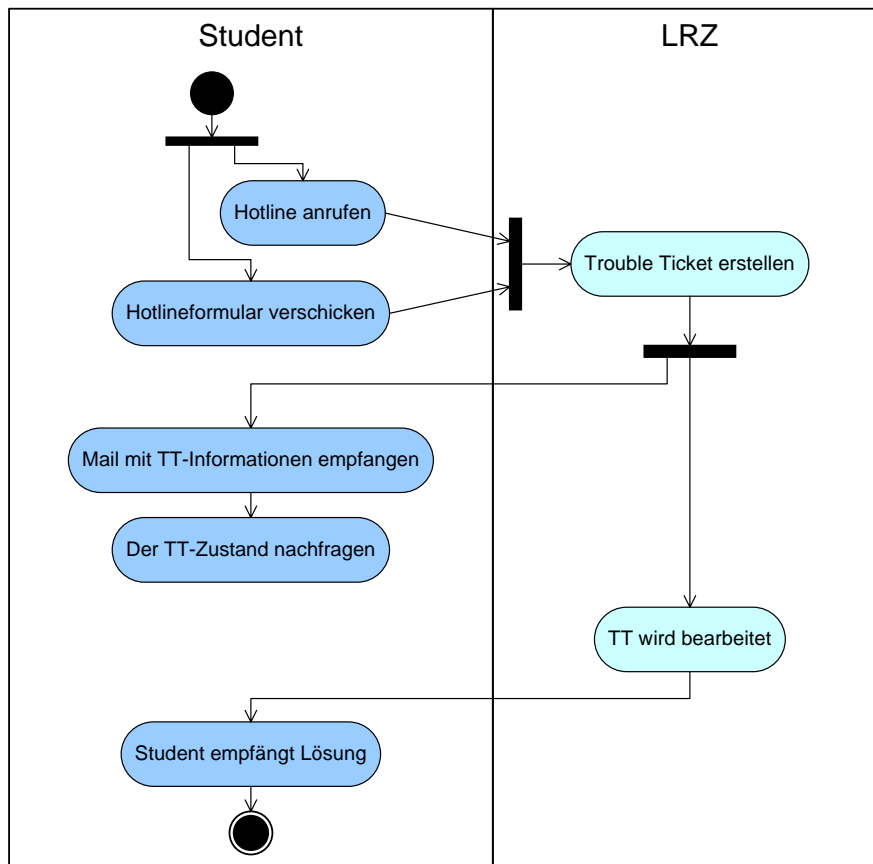 Student
LRZ
Hotline anrufen
Trouble Ticket erstellen
Hotlineformular verschicken
Mail mit TT-Informationen empfangen
Der TT-Zustand nachfragen
TT wird bearbeitet
Student empfängt Lösung